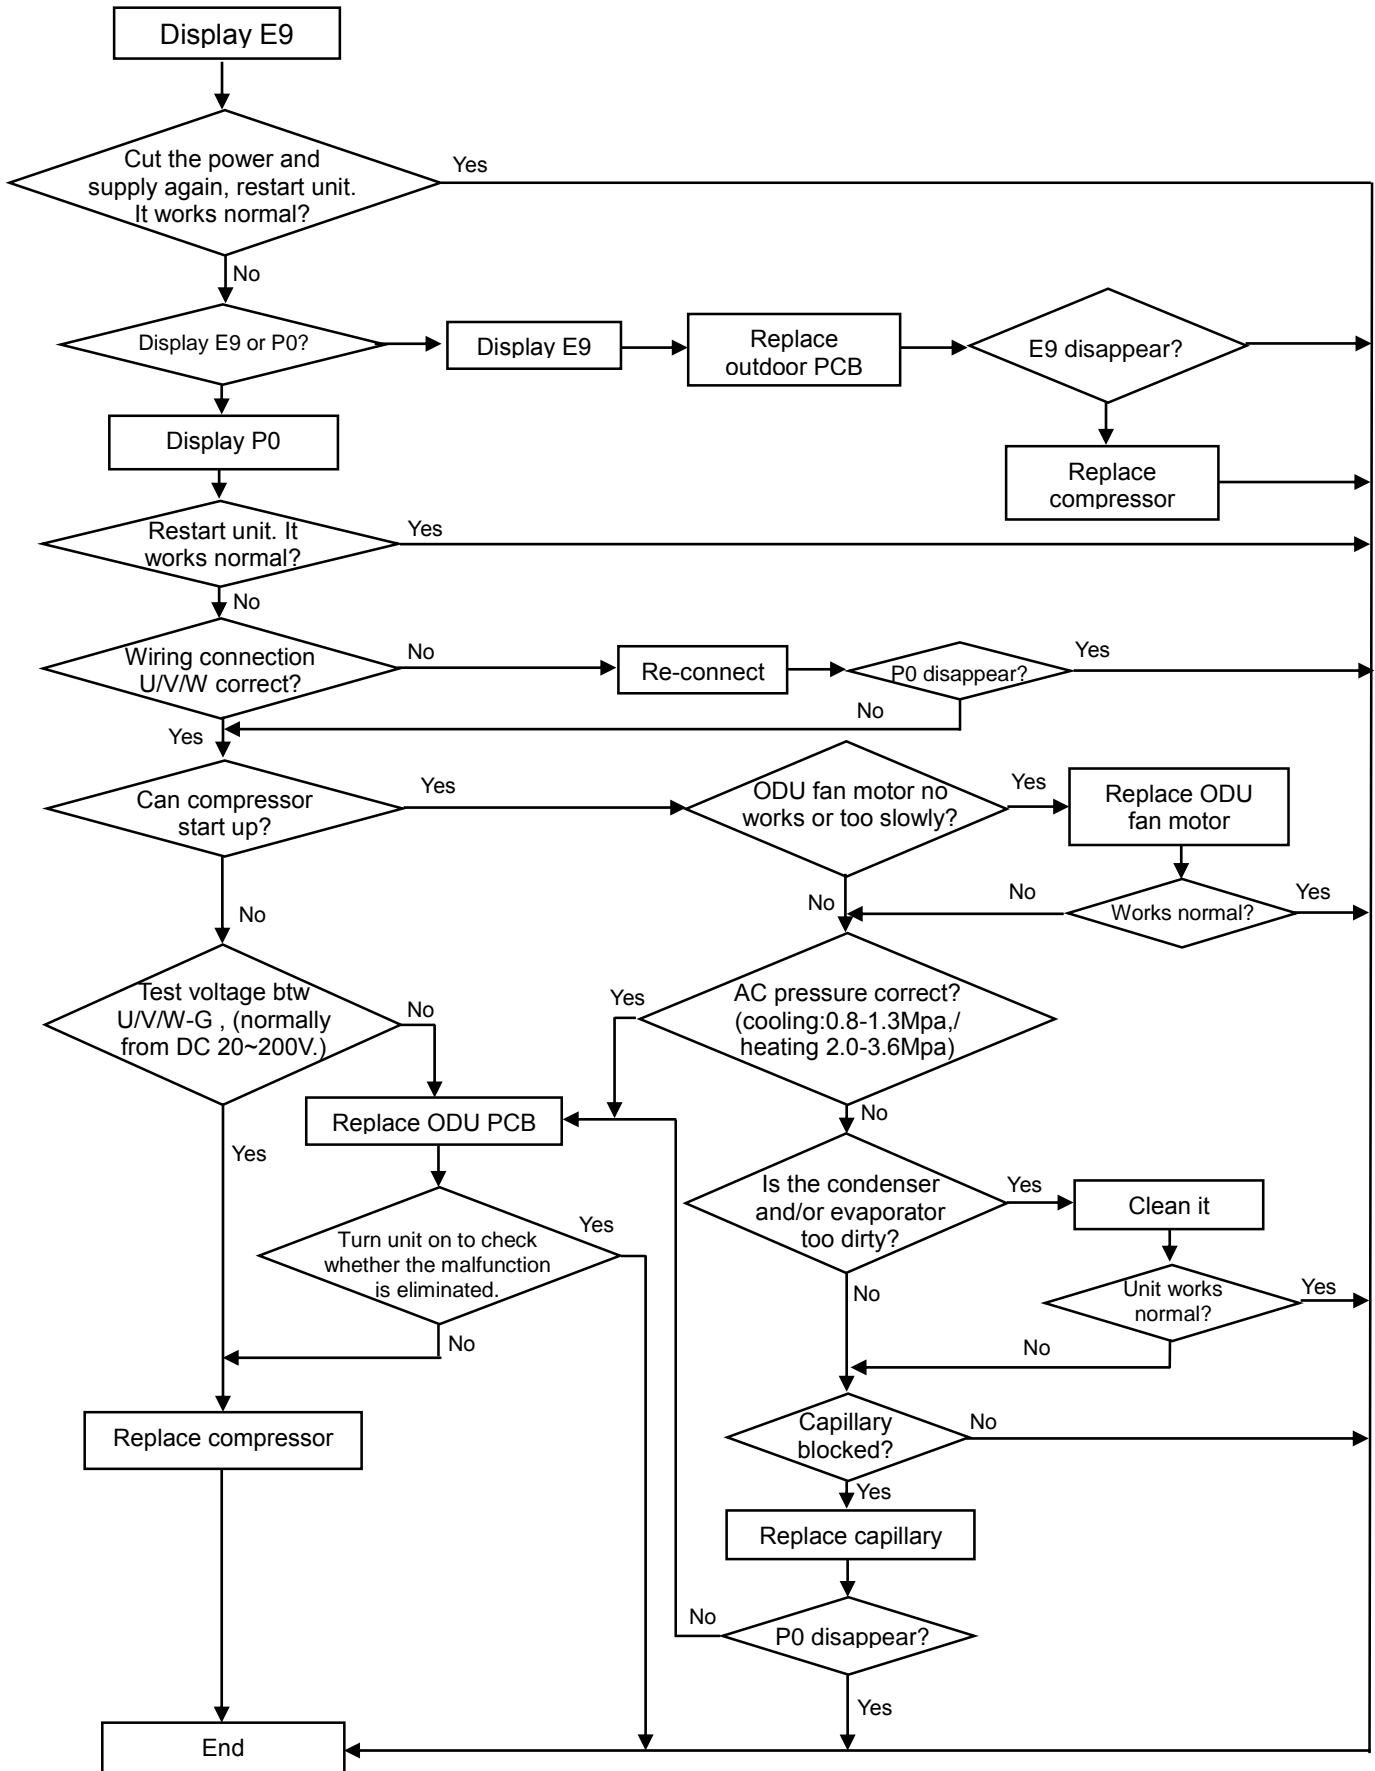 Display E9
Cut the power and
supply again, restart unit.
It works normal?
Yes
No
Display E9 or P0?
Display E9
Replace
outdoor PCB
E9 disappear?
Display P0
Replace
compressor
Restart unit. It
works normal?
Yes
No
Wiring connection
U/V/W correct?
No
Re-connect
P0 disappear?
Yes
No
Yes
Can compressor
start up?
Yes
ODU fan motor no
works or too slowly?
Yes
Replace ODU
fan motor
No
No
Works normal?
Yes
No
Test voltage btw
U/V/W-G , (normally
from DC 20~200V.)
No
Yes
AC pressure correct?
(cooling:0.8-1.3Mpa,/
heating 2.0-3.6Mpa)
Replace ODU PCB
No
Yes
Is the condenser
and/or evaporator
too dirty?
Yes
Clean it
Turn unit on to check
whether the malfunction
is eliminated.
Yes
No
No
Unit works
normal?
Yes
No
Replace compressor
Capillary
blocked?
No
Yes
Replace capillary
No
P0 disappear?
Yes
End